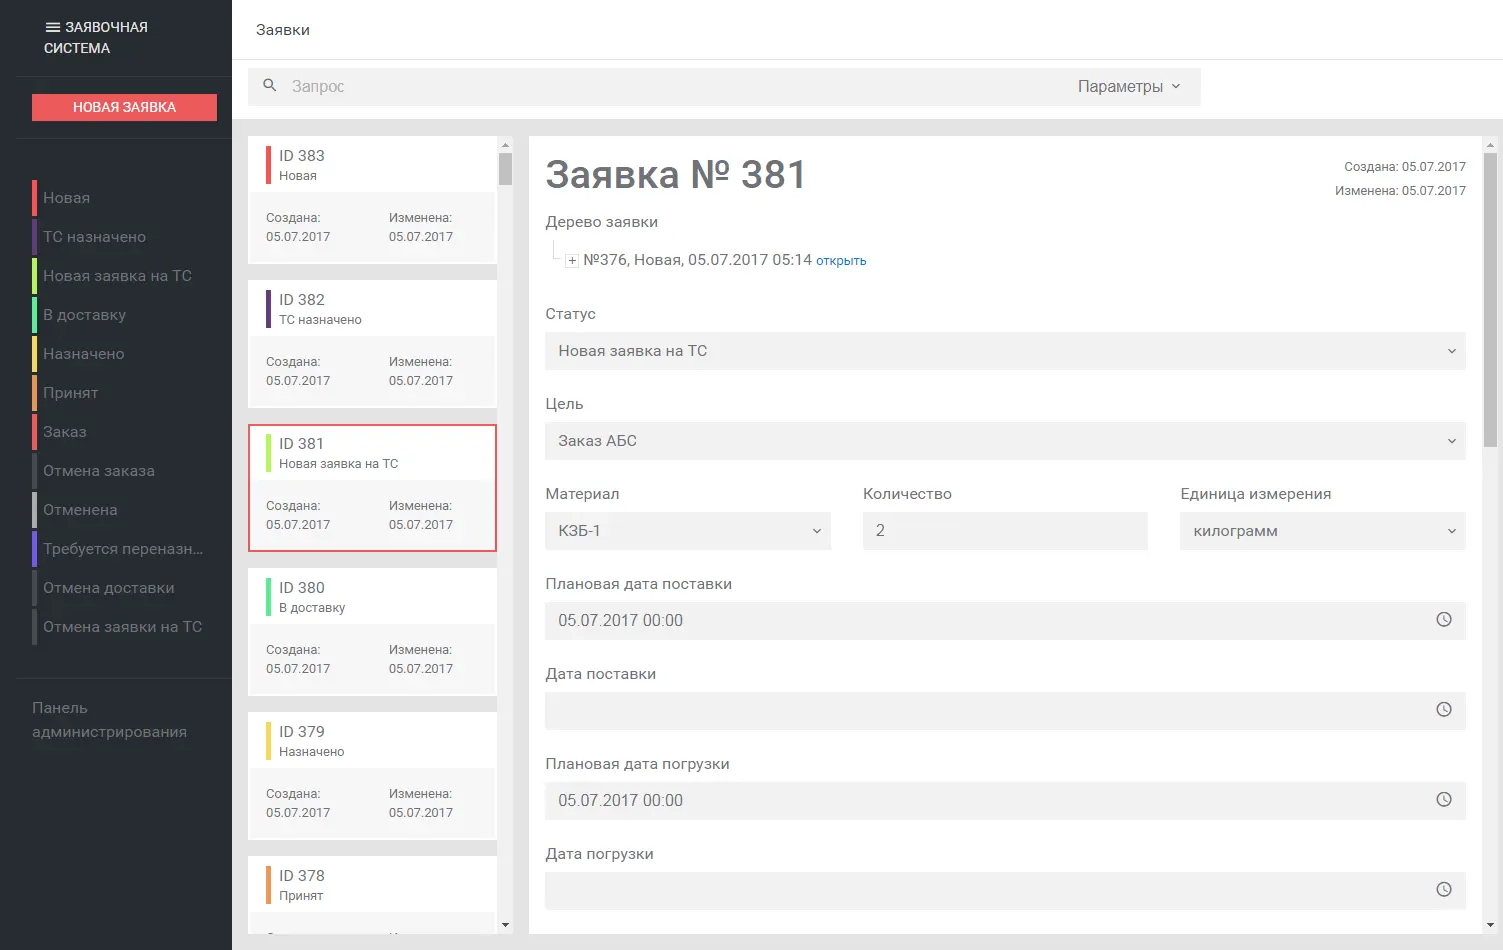 ЗАЯВОЧНАЯ
СИСТЕМА
НОВАЯ ЗАЯВКА
Новая
ТС назначено
Новая заявка на ТС
В доставку
Назначено
Принят
Заказ
Отмена заказа
Отменена
Требуется переназн...
Отмена доставки
Отмена заявки на ТС
Панель
администрирования
Заявки
Запрос
Параметры
ID 383
Новая
Создана: Изменена:
05.07.2017 05.07.2017
ID 382
ТС назначено
Создана: Изменена:
05.07.2017 05.07.2017
ID 381
Новая заявка на ТС
Создана: Изменена:
05.07.2017 05.07.2017
ID 380
В доставку
Создана: Изменена:
05.07.2017 05.07.2017
ID 379
Назначено
Создана: Изменена:
05.07.2017 05.07.2017
ID 378
Принят
Заявка № 381
Создана: 05.07.2017
Изменена: 05.07.2017
Дерево заявки
№376, Новая, 05.07.2017 05:14 открыть
Статус
Новая заявка на ТС
Цель
Заказ АБС
Материал Количество Единица измерения
КЗБ-1 2 килограмм
Плановая дата поставки
05.07.2017 00:00
Дата поставки
Плановая дата погрузки
05.07.2017 00:00
Дата погрузки